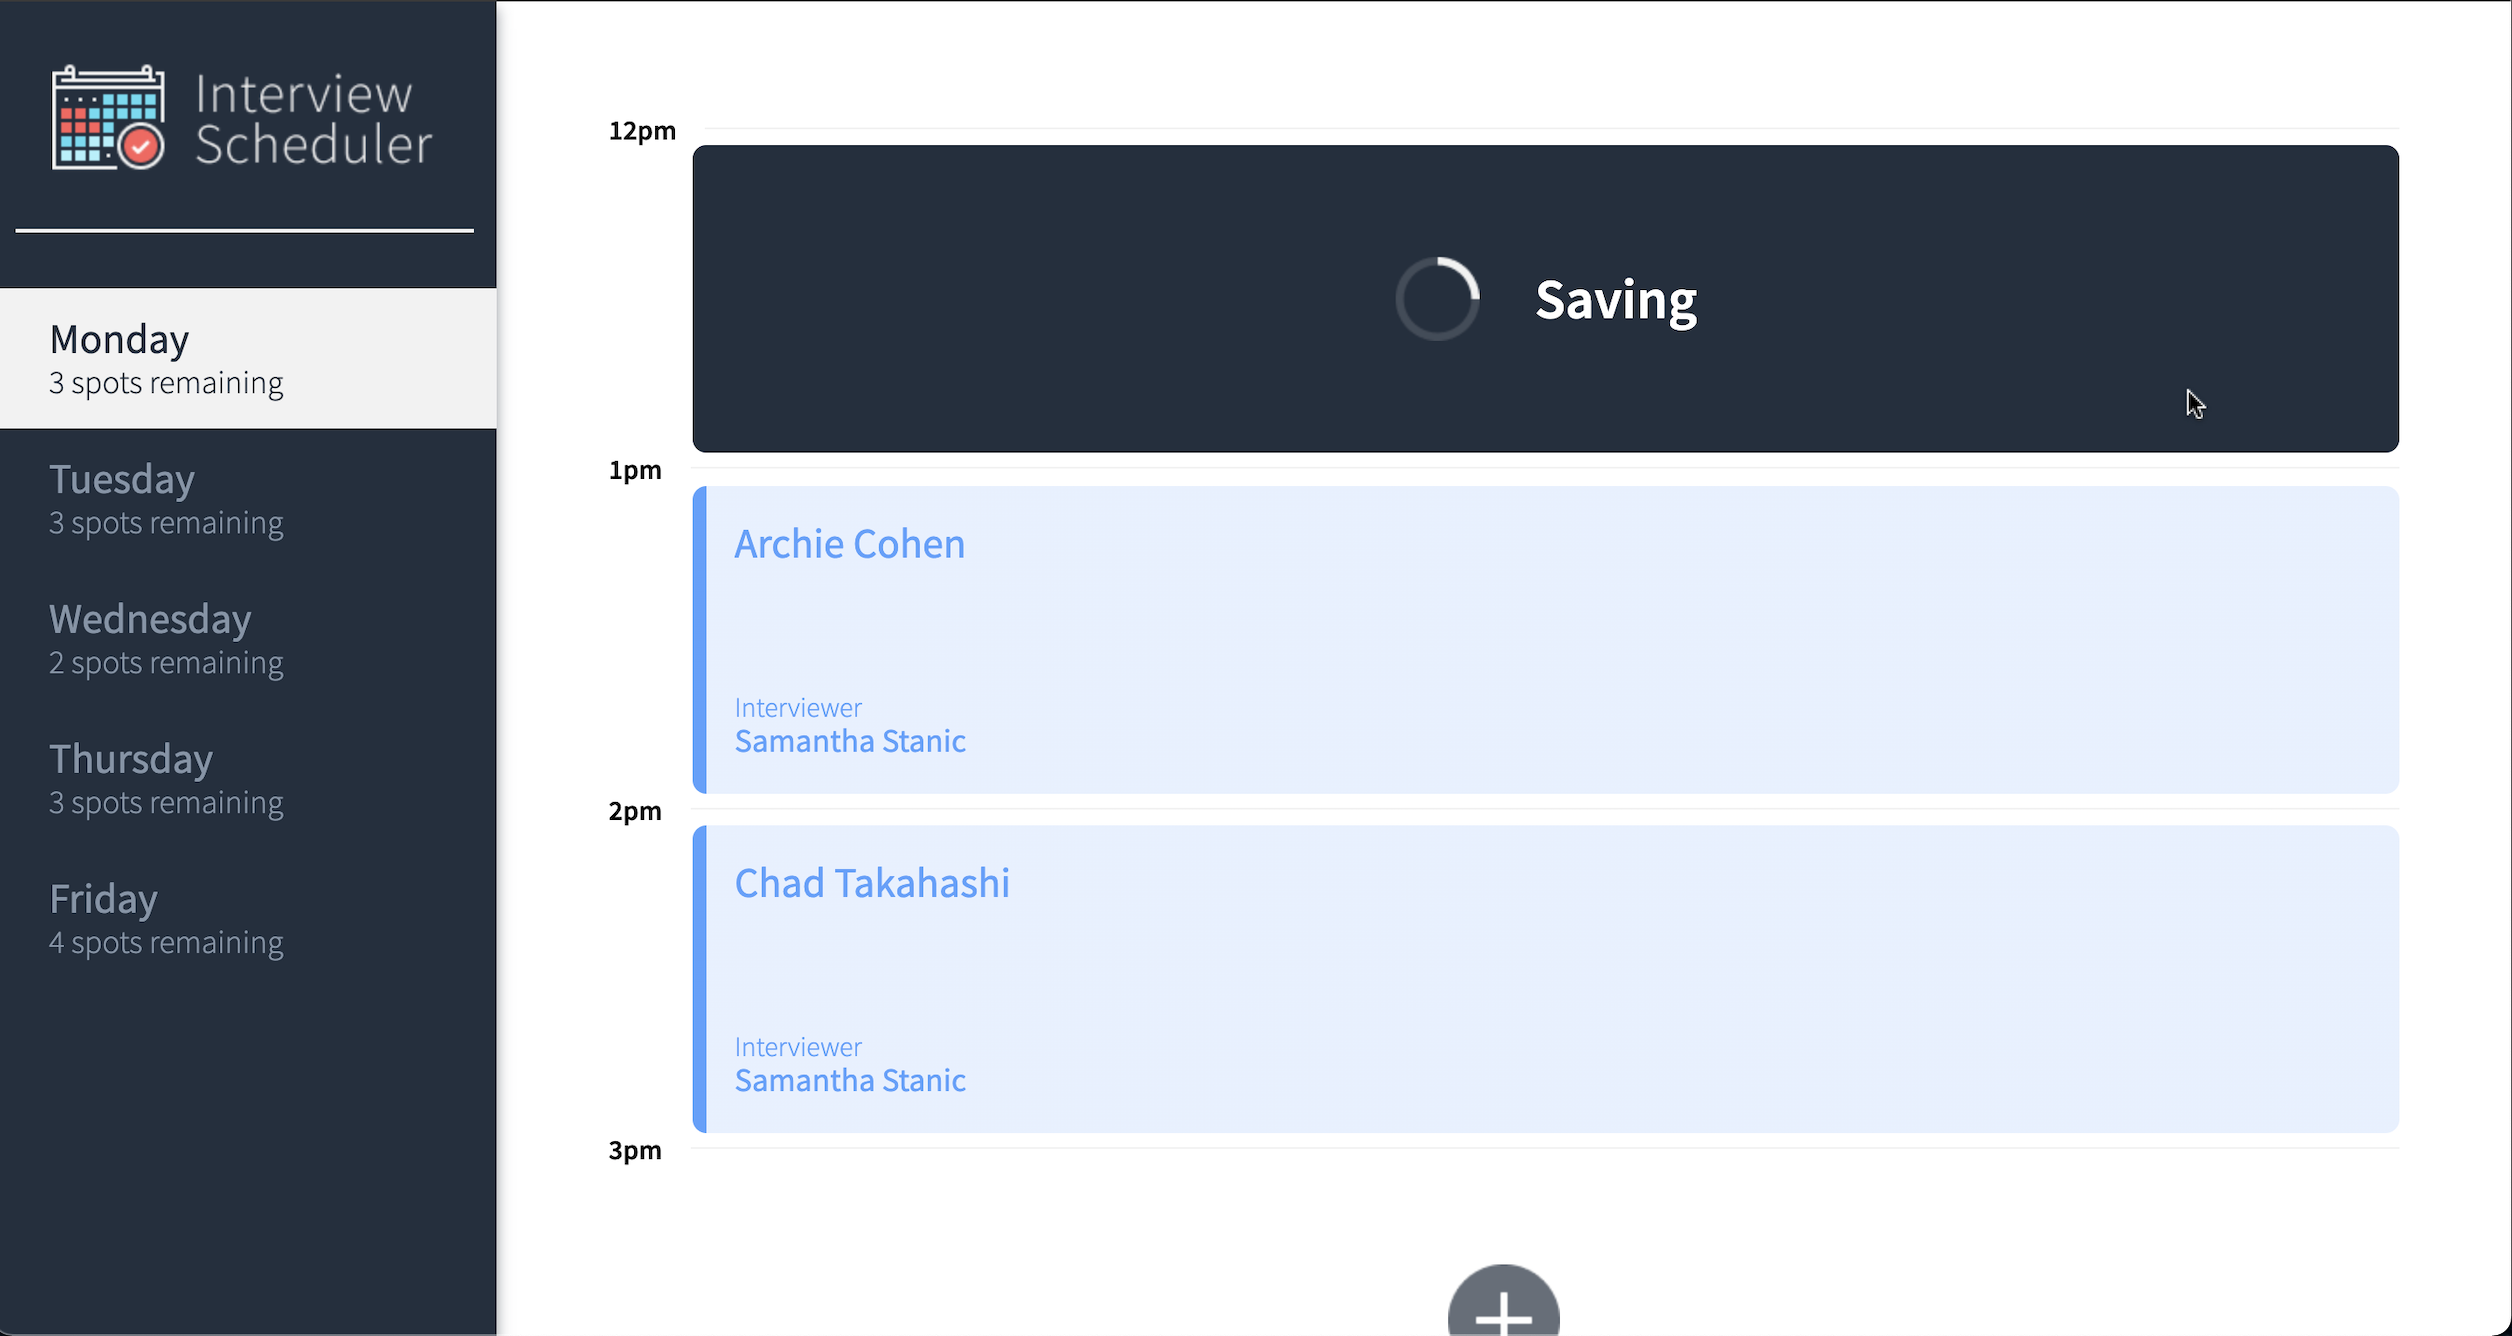 Interview
Scheduler
Monday
3 spots remaining
Tuesday
3 spots remaining
Wednesday
2 spots remaining
Thursday
3 spots remaining
Friday
4 spots remaining
12pm
Saving
1pm
Archie Cohen
Interviewer
Samantha Stanic
2pm
Chad Takahashi
Interviewer
Samantha Stanic
3pm